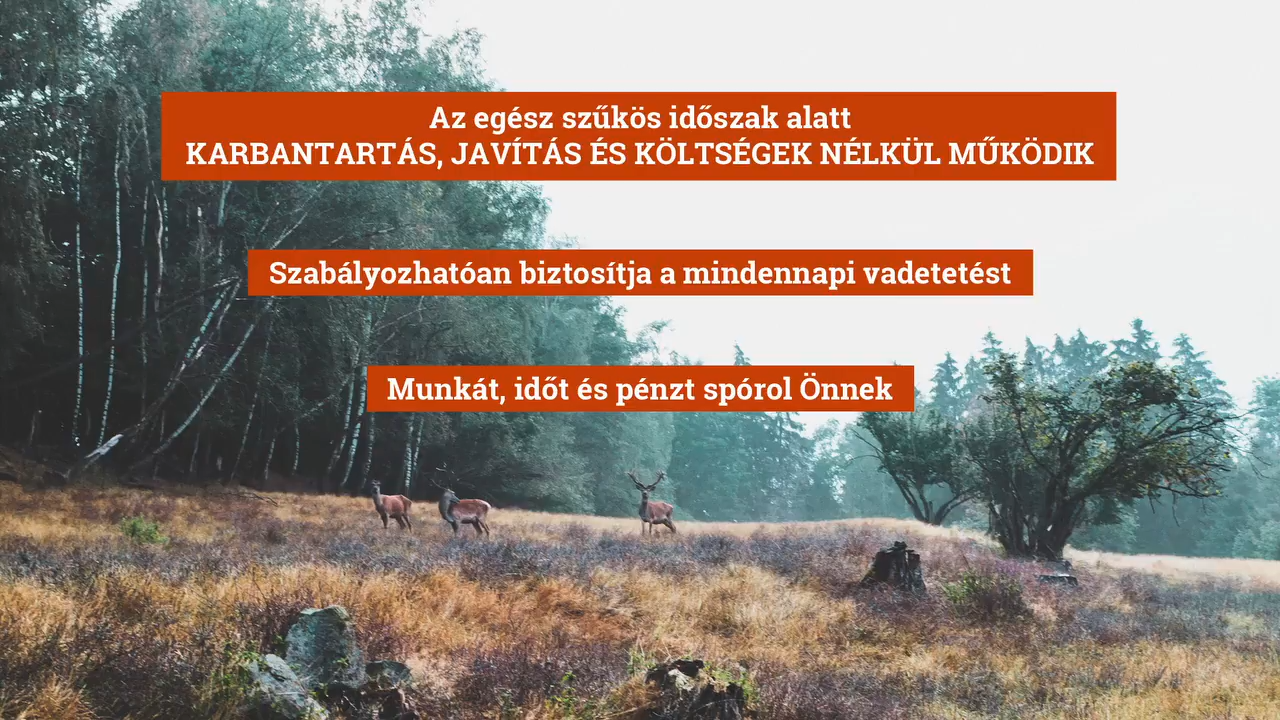 Az egész szűkös időszak alatt
KARBANTARTÁS, JAVÍTÁS ÉS KÖLTSÉGEK NÉLKÜL MŰKÖDIK
Szabályozhatóan biztosítja a mindennapi vadetetést
Munkát, időt és pénzt spórol Önnek